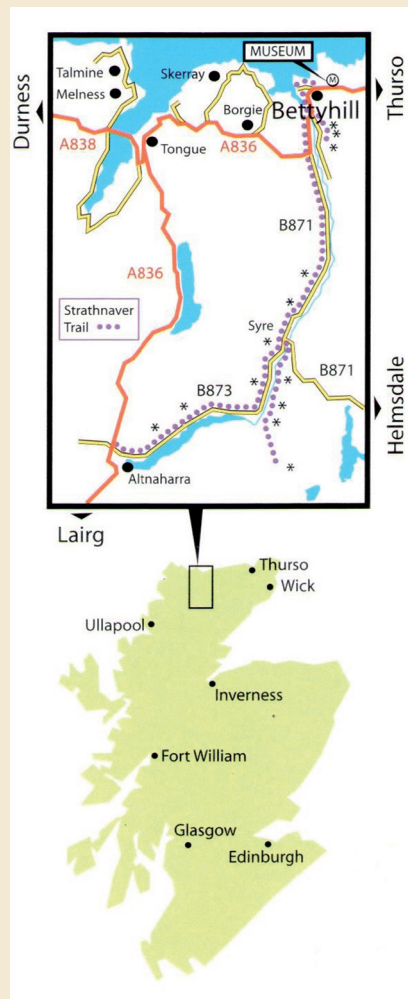 MUSEUM
M
Talmine
Skerray
Melness
Borgie
Bettyhill
Durness
Thurso
A838
Tongue
A836
B871
A836
Strathnaver
Trail
Syre
B871
B873
Helmsdale
Altnaharra
Lairg
Thurso
Wick
Ullapool
Inverness
Fort William
Glasgow
Edinburgh